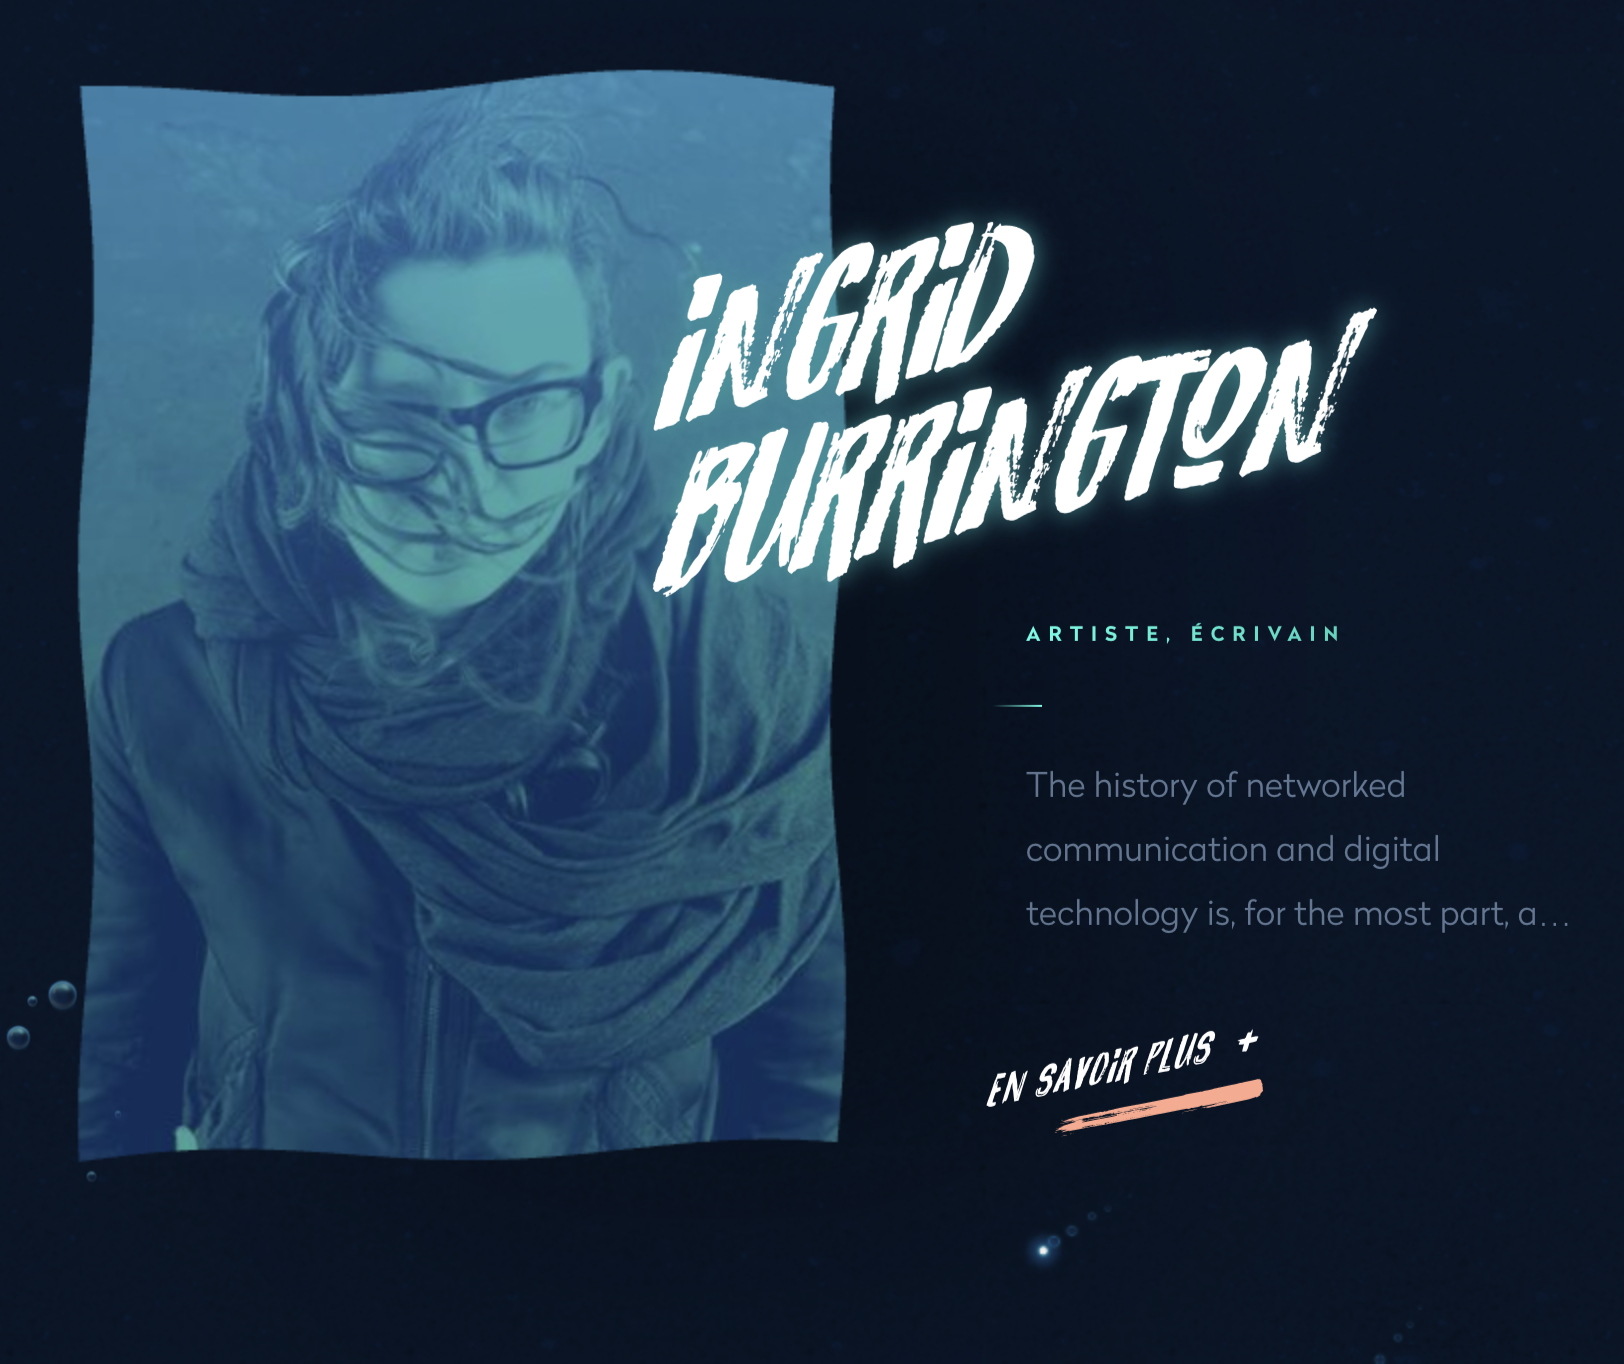 INGRID
BURRINGTON
ARTISTE, ÉCRIVAIN
The history of networked
communication and digital
technology is, for the most part, a…
EN SAVOIR PLUS +